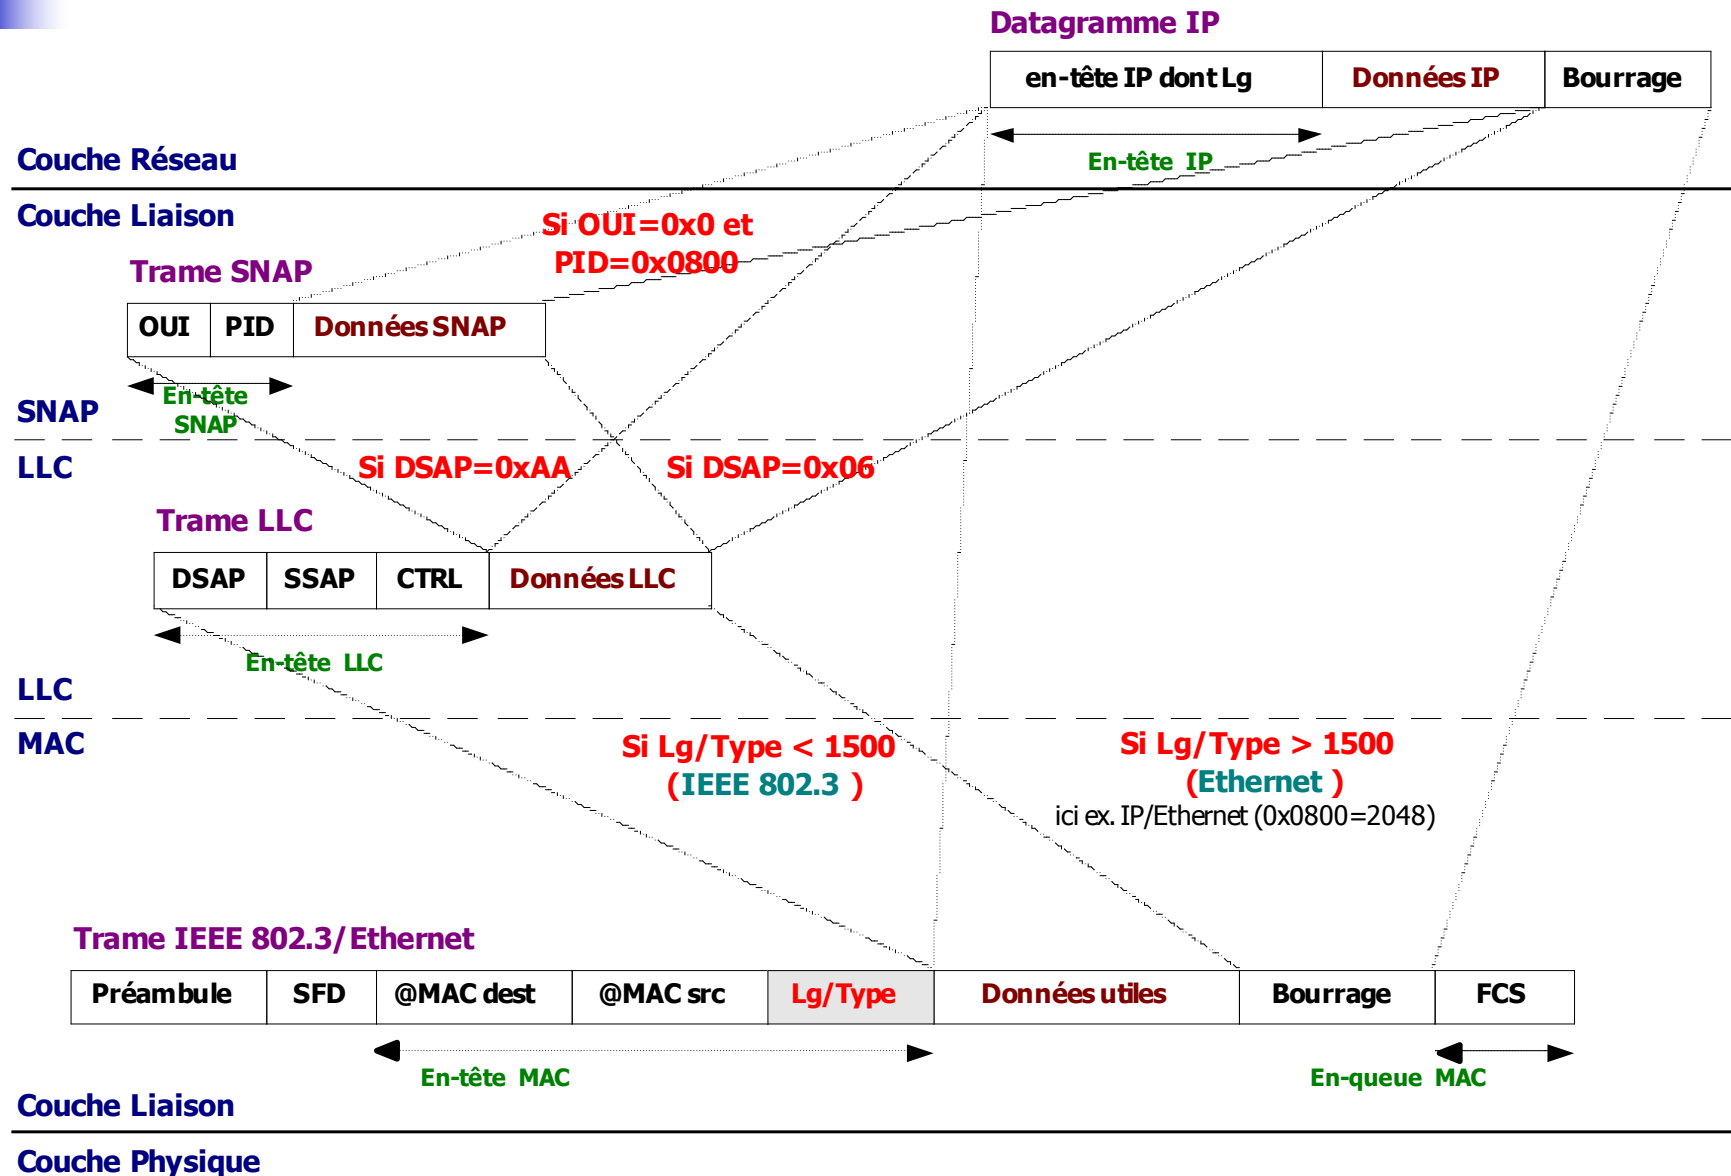 Datagramme IP
en-tête IP dont Lg
Données IP
Bourrage
En-tête IP
Couche Réseau
Couche Liaison
Si OUI=0x0 et
PID=0x0800
Trame SNAP
OUI
PID
Données SNAP
En-tête
SNAP
SNAP
LLC
Si DSAP=0xAA
Si DSAP=0x06
Trame LLC
DSAP
SSAP
CTRL
Données LLC
En-tête LLC
LLC
MAC
Si Lg/Type < 1500
(IEEE 802.3 )
Si Lg/Type > 1500
(Ethernet )
ici ex. IP/Ethernet (0x0800=2048)
Trame IEEE 802.3/Ethernet
Préambule
SFD
@MAC dest
@MAC src
Lg/Type
Données utiles
Bourrage
FCS
En-tête MAC
En-queue MAC
Couche Liaison
Couche Physique